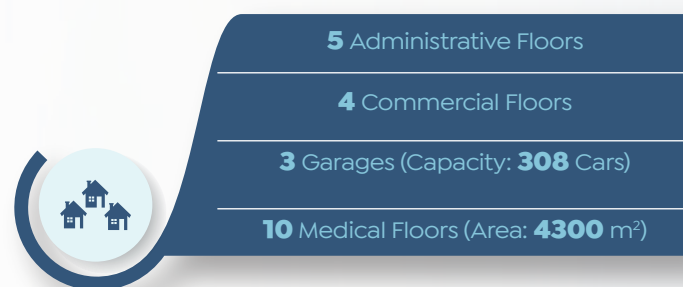 5 Administrative Floors
4 Commercial Floors
3 Garages (Capacity: 308 Cars)
10 Medical Floors (Area: 4300 m²)